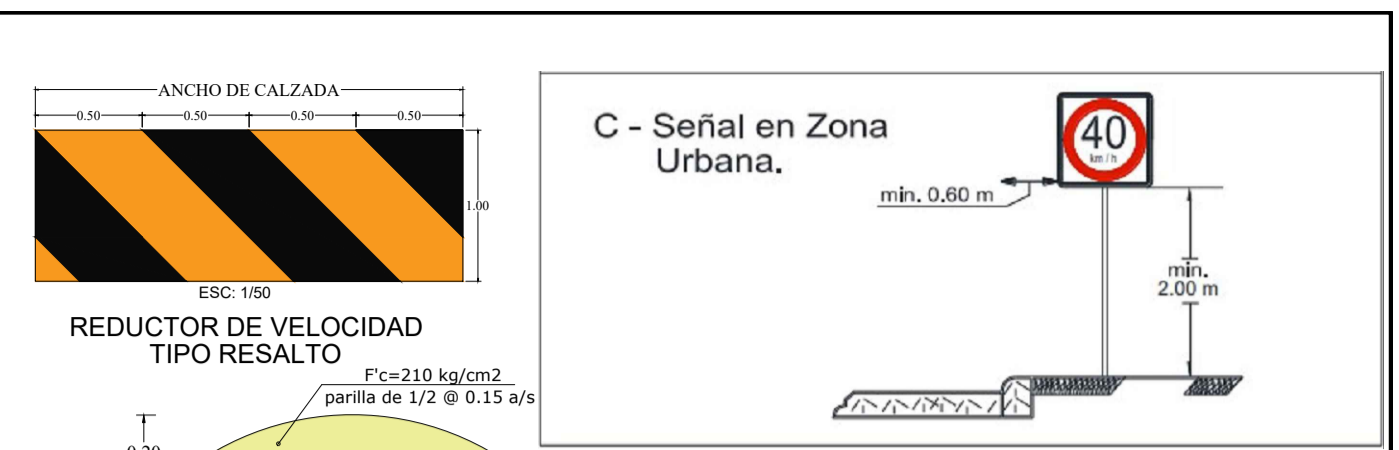 ANCHO DE CALZADA
0.50 0.50 0.50 0.50
1.00
ESC: 1/50
REDUCTOR DE VELOCIDAD
TIPO RESALTO
F'c=210 kg/cm2
parilla de 1/2 @ 0.15 a/s
0.20
C - Señal en Zona
Urbana.
40
km / h
min. 0.60 m
min.
2.00 m